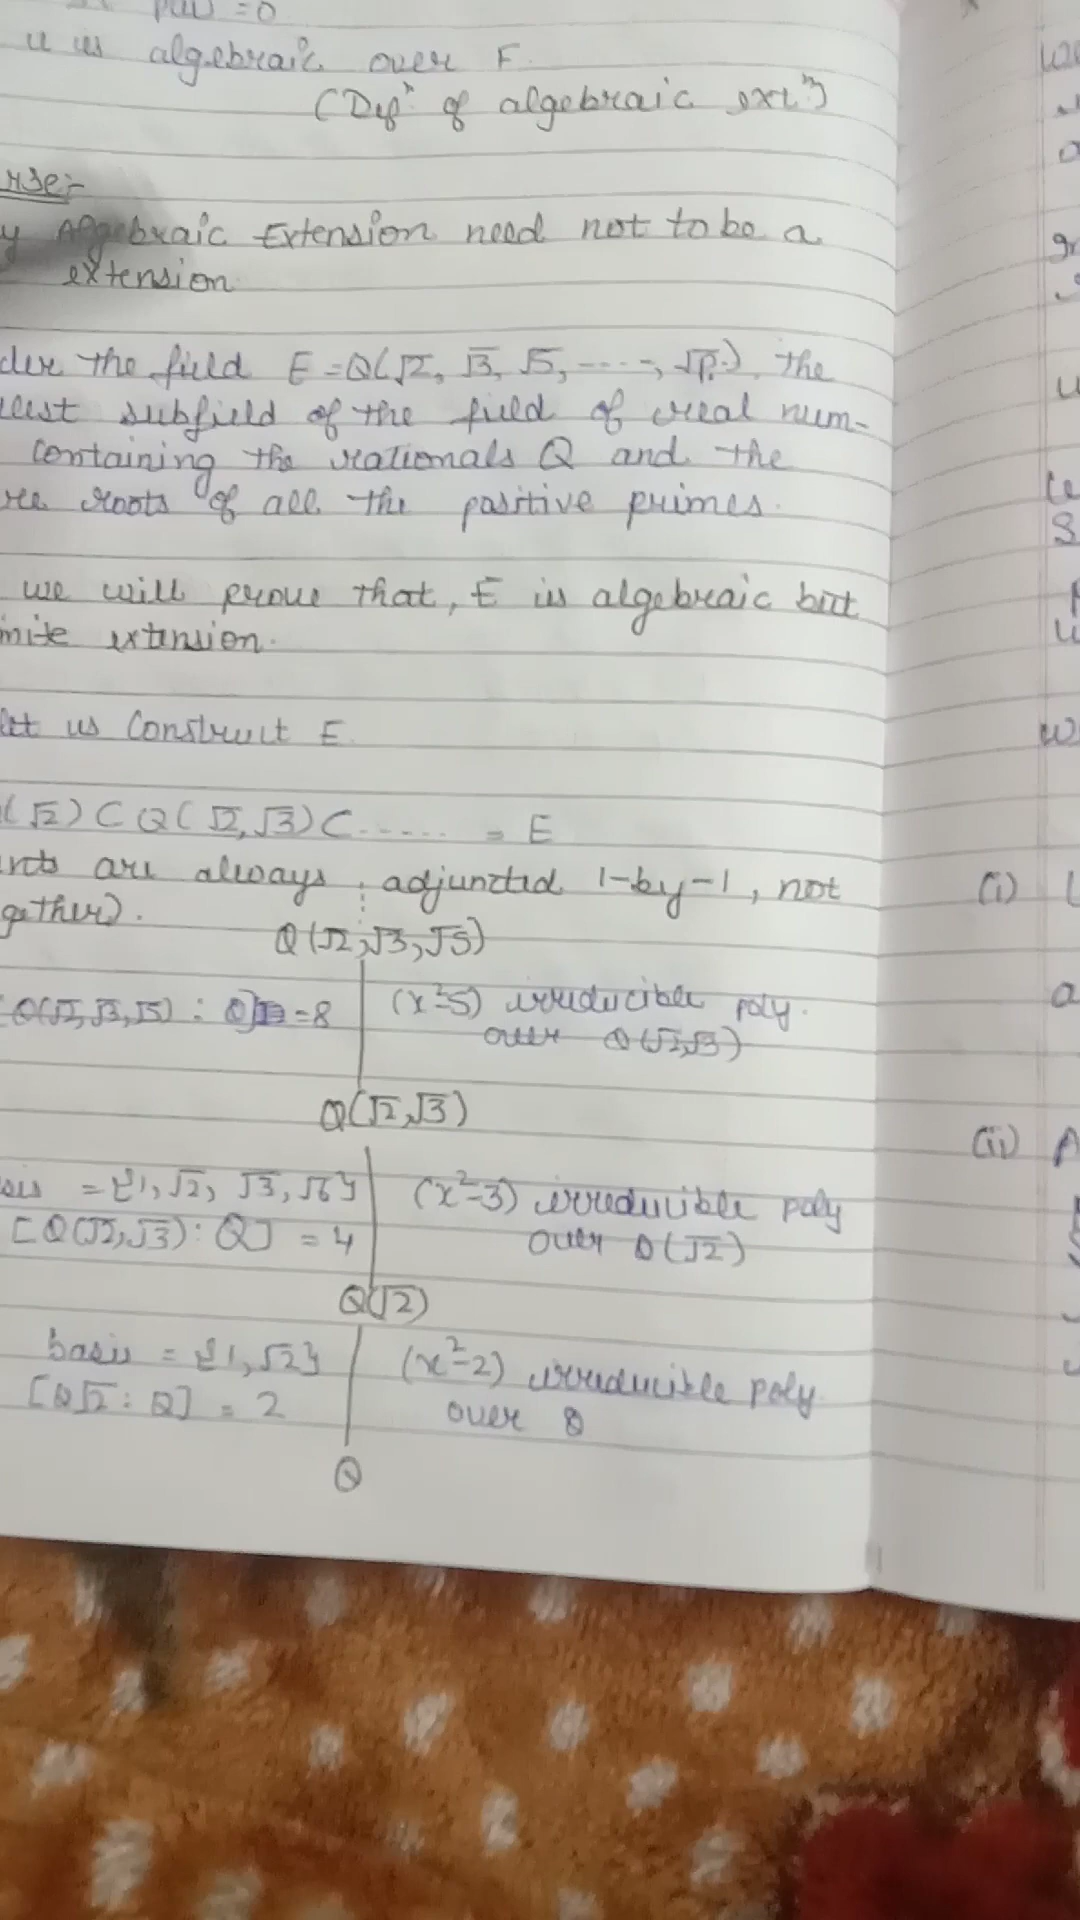 = 0
u is algebraic over F.
(Defⁿ of algebraic extⁿ)
rse:-
y Algebraic Extension need not to be a
extension
der the field E = Q(√2, √3, √5, ----, √Pi). The
subfield of the field of real num-
containing the rationals Q and the
roots of all the positive primes.
we will prove that, E is algebraic but
nite extension.
let us construct E.
(√2) ⊂ Q(√2, √3) ⊂ ...... = E
nts are always adjuncted 1-by-1, not
gether).
Q(√2, √3, √5)
[Q(√2, √3, √5) : Q] = 8
(x²-5) irreducible poly.
over Q(√2, √3)
Q(√2, √3)
sis = {1, √2, √3, √6}
(x²-3) irreducible poly
[Q(√2, √3) : Q] = 4
over Q(√2)
Q(√2)
basis = {1, √2}
(x²-2) irreducible poly
[Q√2 : Q] = 2
over Q
Q
(i)
a
(ii) A